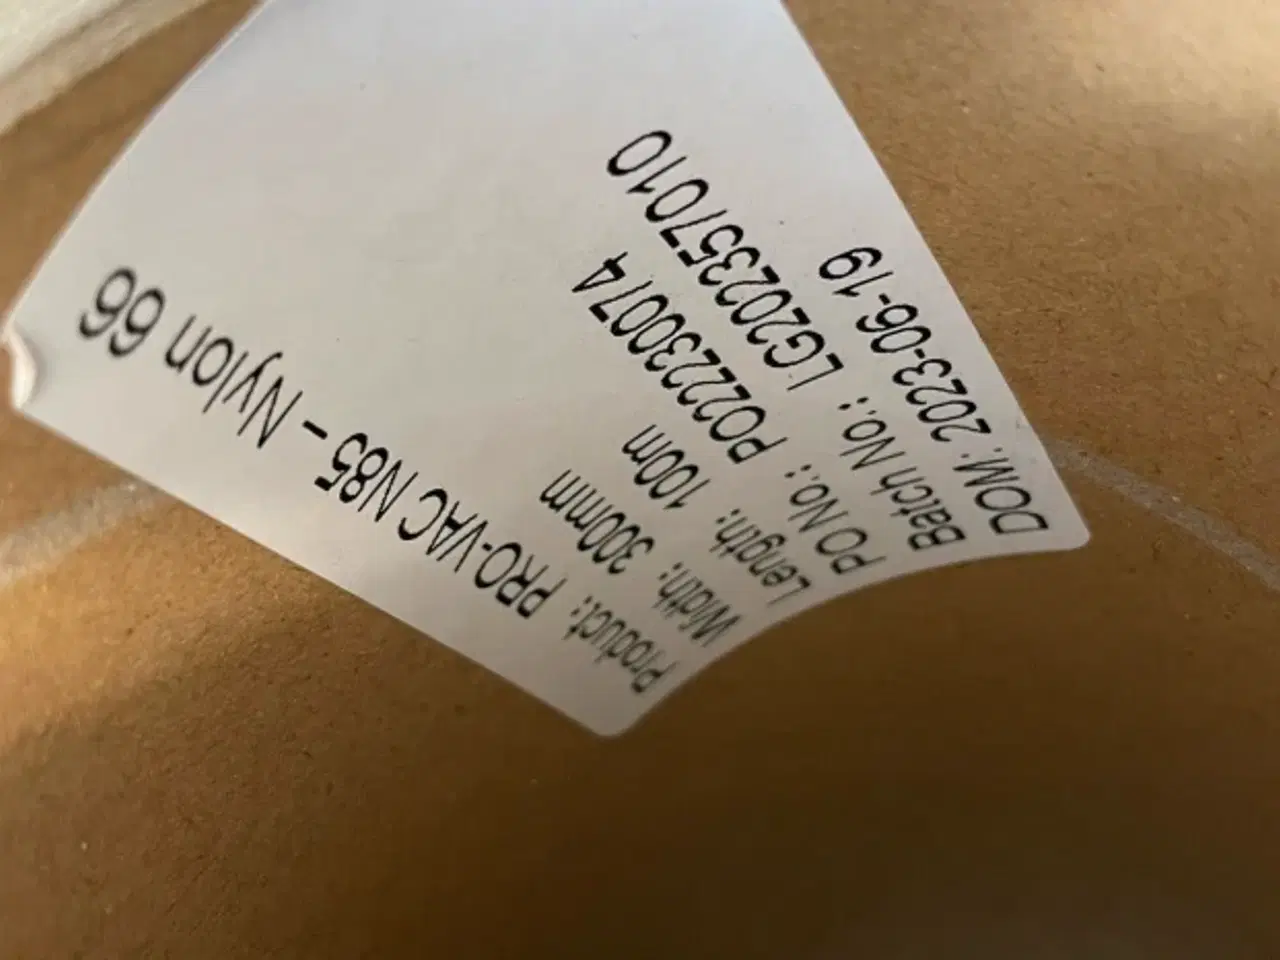 Product: PRO-VAC N85 – Nylon 66
Width: 300mm
Length: 100m
PO No.: PO2230074
Batch No.: LG202357010
DOM: 2023-06-19